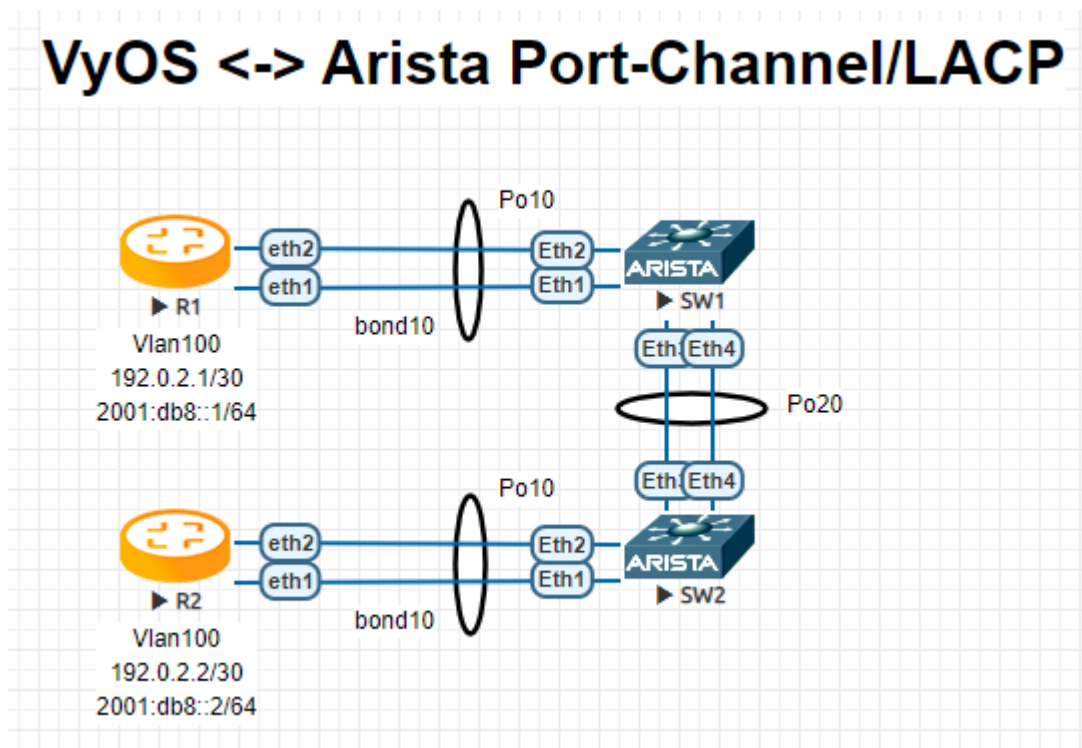 VyOS <-> Arista Port-Channel/LACP
Po10
eth2
Eth2
eth1
Eth1
ARISTA
R1
SW1
bond10
Vlan100
192.0.2.1/30
2001:db8::1/64
Eth4
Po20
Eth4
Po10
eth2
Eth2
eth1
Eth1
ARISTA
R2
SW2
bond10
Vlan100
192.0.2.2/30
2001:db8::2/64